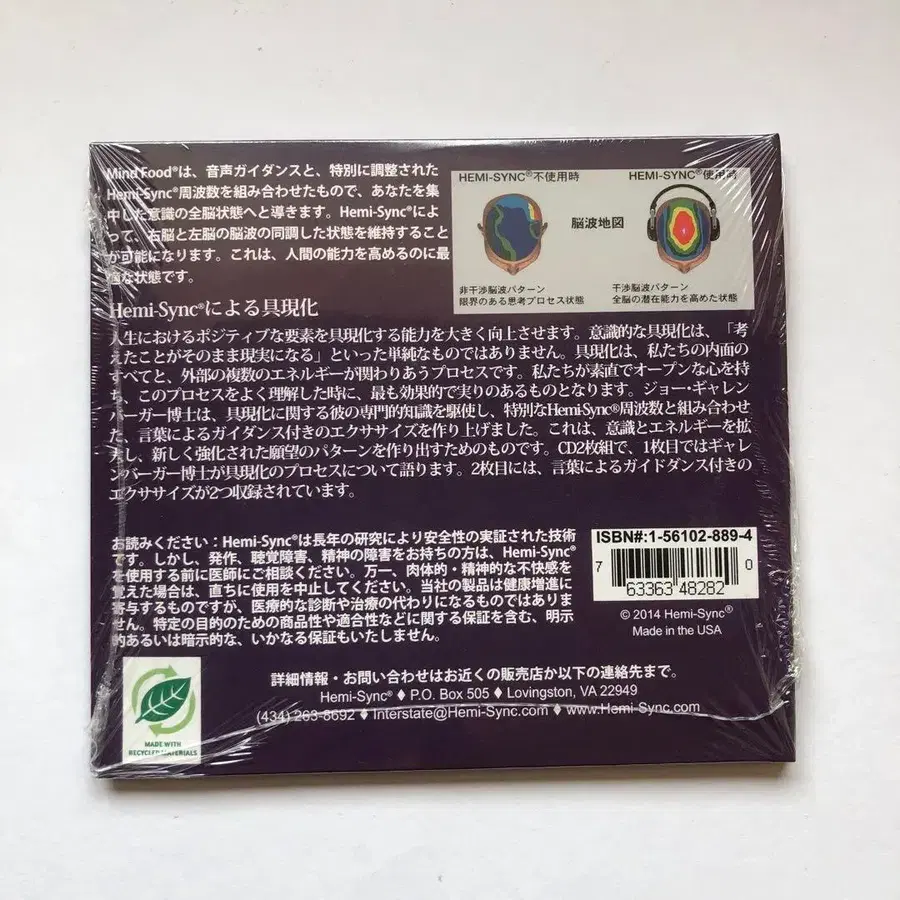 Mind Food®は、音声ガイダンスと、特別に調整された
Hemi-Sync®周波数を組み合わせたもので、あなたを集
中した意識の全脳状態へと導きます。Hemi-Sync®によ
って、右脳と左脳の脳波の同調した状態を維持すること
が可能になります。これは、人間の能力を高めるのに最
適な状態です。
HEMI-SYNC®不使用時
HEMI-SYNC®使用時
脳波地図
非干渉脳波パターン
限界のある思考プロセス状態
干渉脳波パターン
全脳の潜在能力を高めた状態
Hemi-Sync®による具現化
人生におけるポジティブな要素を具現化する能力を大きく向上させます。意識的な具現化は、「考
えたことがそのまま現実になる」といった単純なものではありません。具現化は、私たちの内面の
すべてと、外部の複数のエネルギーが関わりあうプロセスです。私たちが素直でオープンな心を持
ち、このプロセスをよく理解した時に、最も効果的で実りのあるものとなります。ジョー・ギャレン
バーガー博士は、具現化に関する彼の専門的知識を駆使し、特別なHemi-Sync®周波数と組み合わせ
た、言葉によるガイダンス付きのエクササイズを作り上げました。これは、意識とエネルギーを拡
大し、新しく強化された願望のパターンを作り出すためのものです。CD2枚組で、1枚目ではギャレ
ンバーガー博士が具現化のプロセスについて語ります。2枚目には、言葉によるガイドダンス付きの
エクササイズが2つ収録されています。
お読みください：Hemi-Sync®は長年の研究により安全性の実証された技術
です。しかし、発作、聴覚障害、精神の障害をお持ちの方は、Hemi-Sync®
を使用する前に医師にご相談ください。万一、肉体的・精神的な不快感を
覚えた場合は、直ちに使用を中止してください。当社の製品は健康増進に
寄与するものですが、医療的な診断や治療の代わりになるものではありま
せん。特定の目的のための商品性や適合性などに関する保証を含む、明示
的あるいは暗示的な、いかなる保証もいたしません。
ISBN#:1-56102-889-4
7 63363 48282 0
© 2014 Hemi-Sync®
Made in the USA
MADE WITH
RECYCLED MATERIALS
詳細情報・お問い合わせはお近くの販売店か以下の連絡先まで。
Hemi-Sync® ♦ P.O. Box 505 ♦ Lovingston, VA 22949
(434) 263-8692 ♦ Interstate@Hemi-Sync.com ♦ www.Hemi-Sync.com